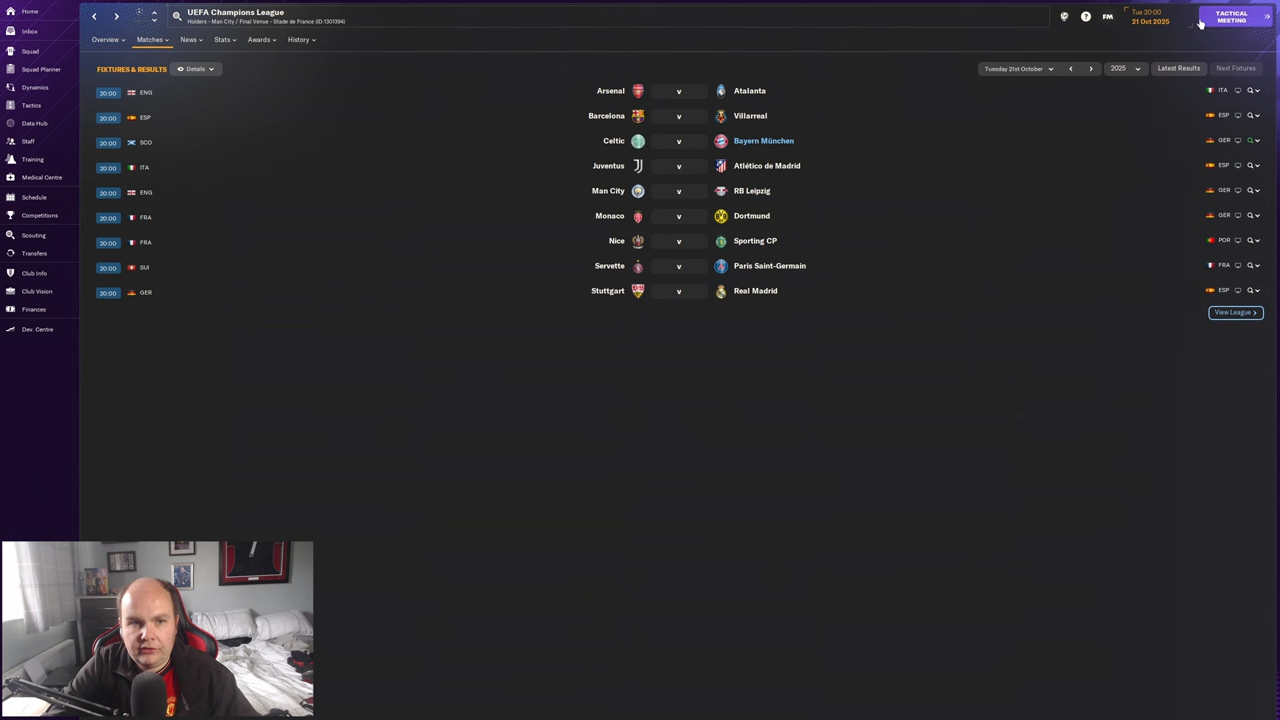 Home
Inbox
Squad
Squad Planner
Dynamics
Tactics
Data Hub
Staff
Training
Medical Centre
Schedule
Competitions
Scouting
Transfers
Club Info
Club Vision
Finances
Dev. Centre
UEFA Champions League
Holders - Man City / Final Venue - Stade de France (ID:1301394)
FM
Tue 20:00
21 Oct 2025
TACTICAL MEETING
Overview Matches News Stats Awards History
FIXTURES & RESULTS Details
Tuesday 21st October 2025 Latest Results Next Fixtures
20:00 ENG Arsenal v Atalanta ITA
20:00 ESP Barcelona v Villarreal ESP
20:00 SCO Celtic v Bayern München GER
20:00 ITA Juventus v Atlético de Madrid ESP
20:00 ENG Man City v RB Leipzig GER
20:00 FRA Monaco v Dortmund GER
20:00 FRA Nice v Sporting CP POR
20:00 SUI Servette v Paris Saint-Germain FRA
20:00 GER Stuttgart v Real Madrid ESP
View League >